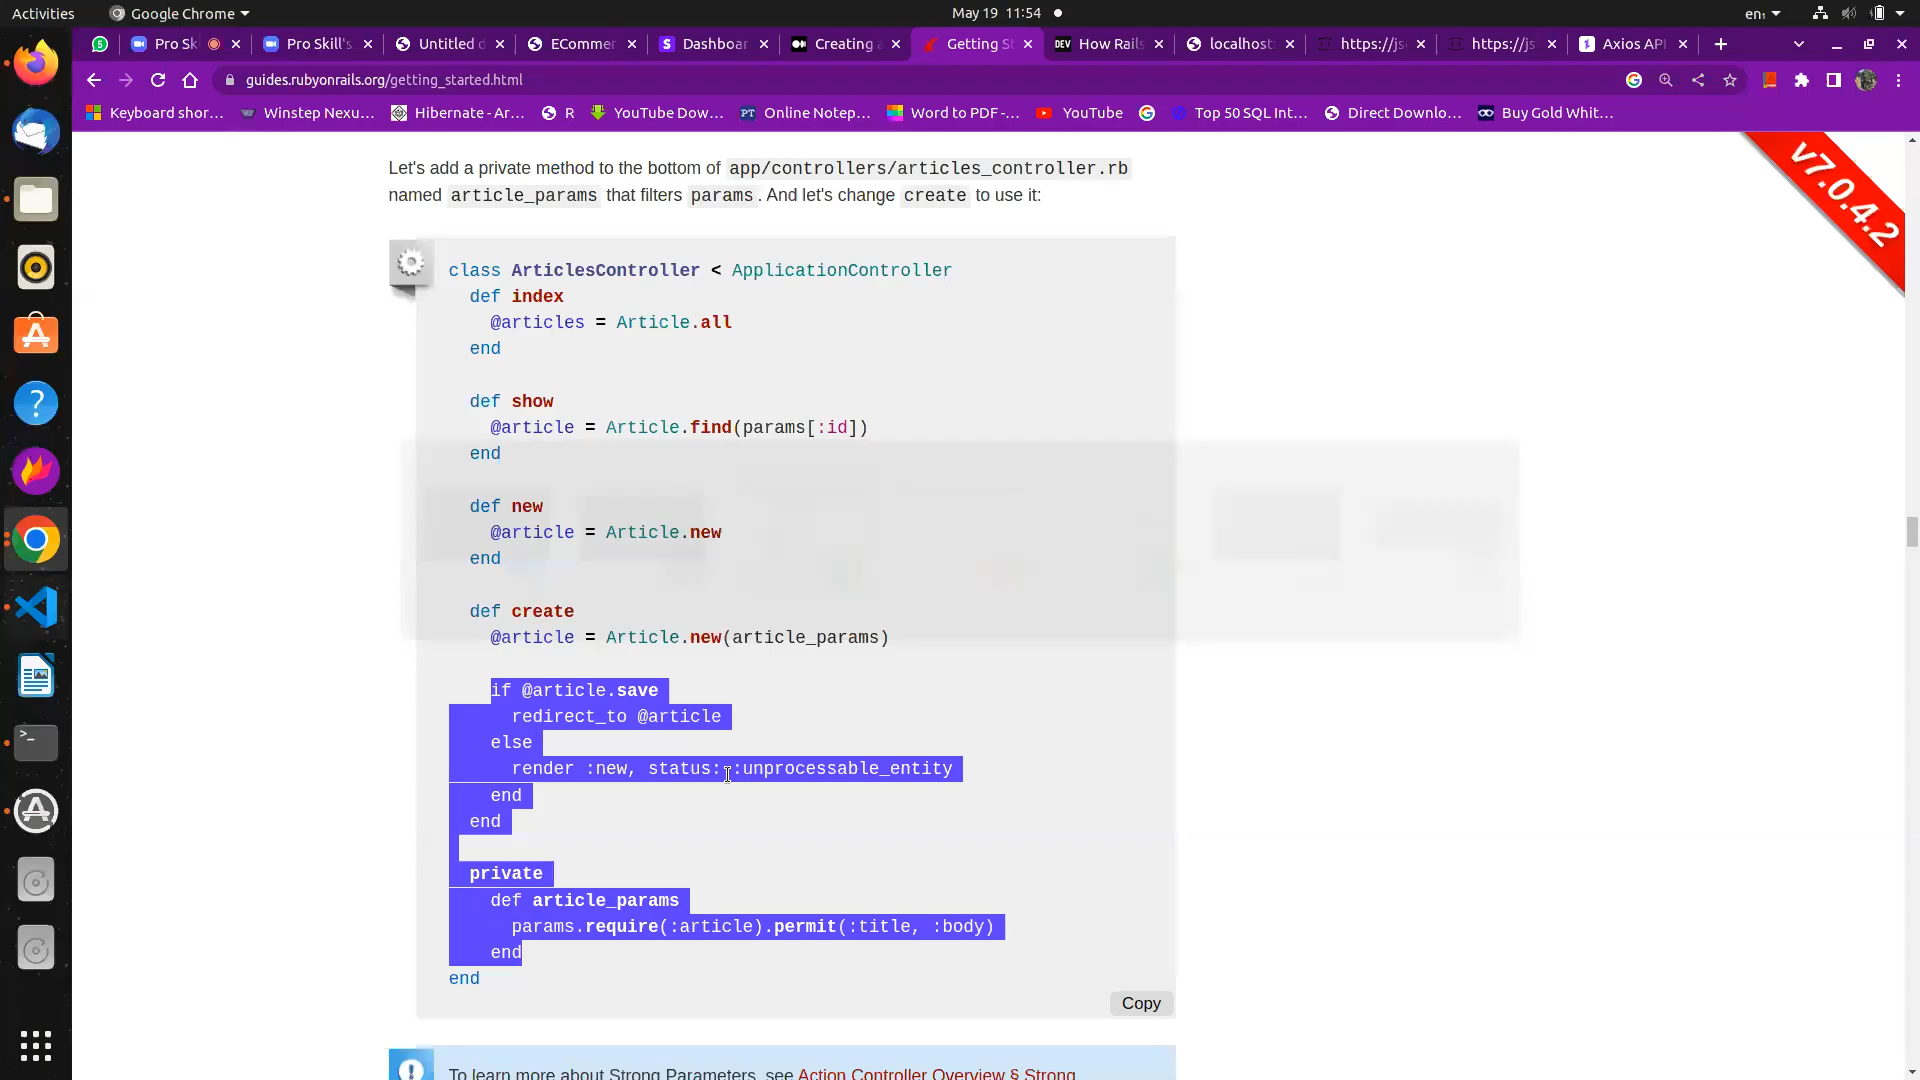 Activities
Google Chrome
May 19 11:54
en₁
Pro Sk
Pro Skill's
Untitled d
ECommer
Dashboar
Creating a
Getting St
How Rails
localhost:
https://js
https://js
Axios API
guides.rubyonrails.org/getting_started.html
Keyboard shor...
Winstep Nexu...
Hibernate - Ar...
R
YouTube Dow...
Online Notep...
Word to PDF -...
YouTube
Top 50 SQL Int...
Direct Downlo...
Buy Gold Whit...
v7.0.4.2
Let's add a private method to the bottom of app/controllers/articles_controller.rb
named article_params that filters params. And let's change create to use it:
class ArticlesController < ApplicationController
def index
@articles = Article.all
end
def show
@article = Article.find(params[:id])
end
def new
@article = Article.new
end
def create
@article = Article.new(article_params)
if @article.save
redirect_to @article
else
render :new, status: :unprocessable_entity
end
end
private
def article_params
params.require(:article).permit(:title, :body)
end
end
Copy
To learn more about Strong Parameters, see Action Controller Overview § Strong